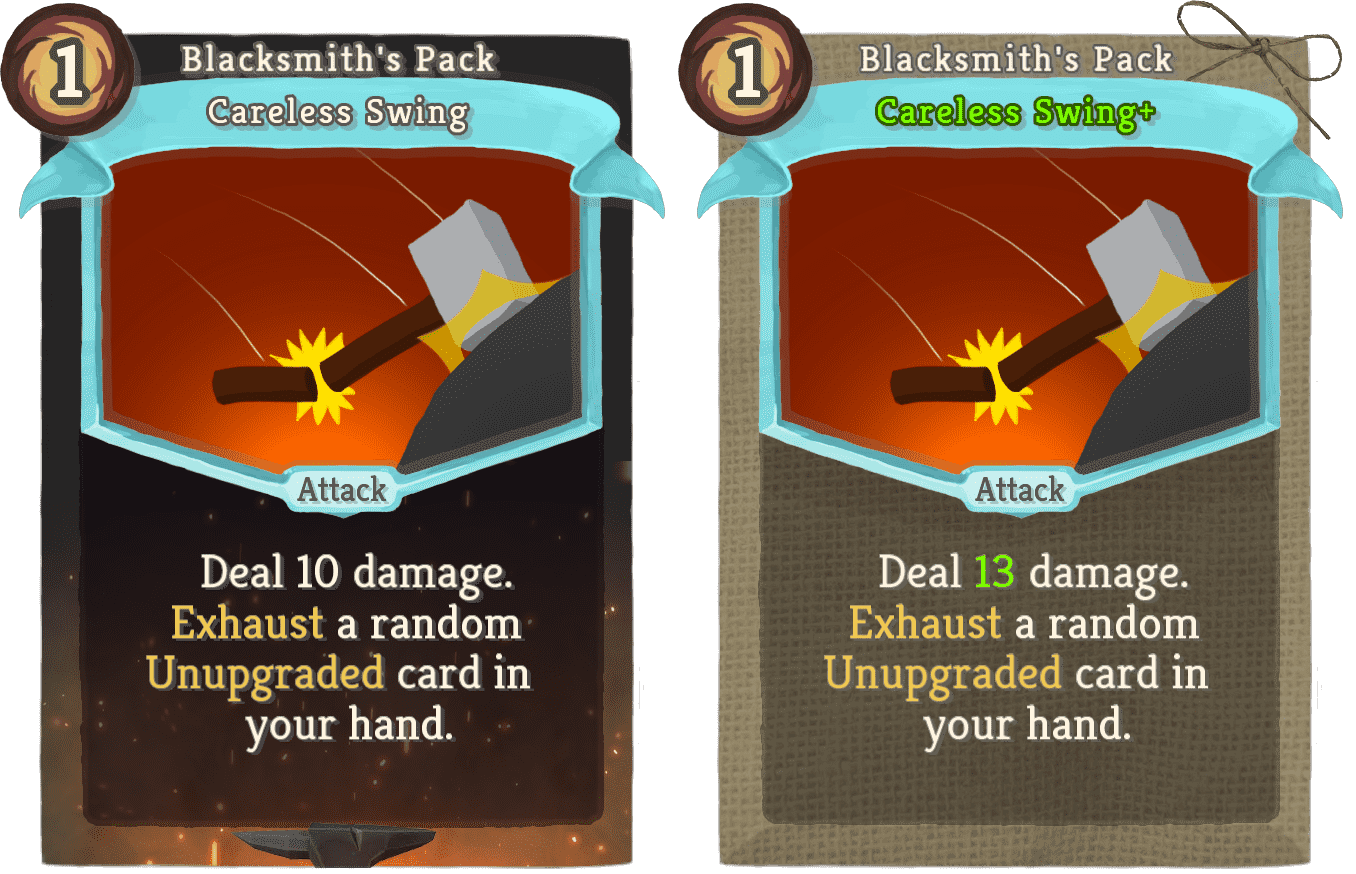 1
Blacksmith's Pack
Careless Swing
Attack
Deal 10 damage.
Exhaust a random
Unupgraded card in
your hand.
1
Blacksmith's Pack
Careless Swing+
Attack
Deal 13 damage.
Exhaust a random
Unupgraded card in
your hand.